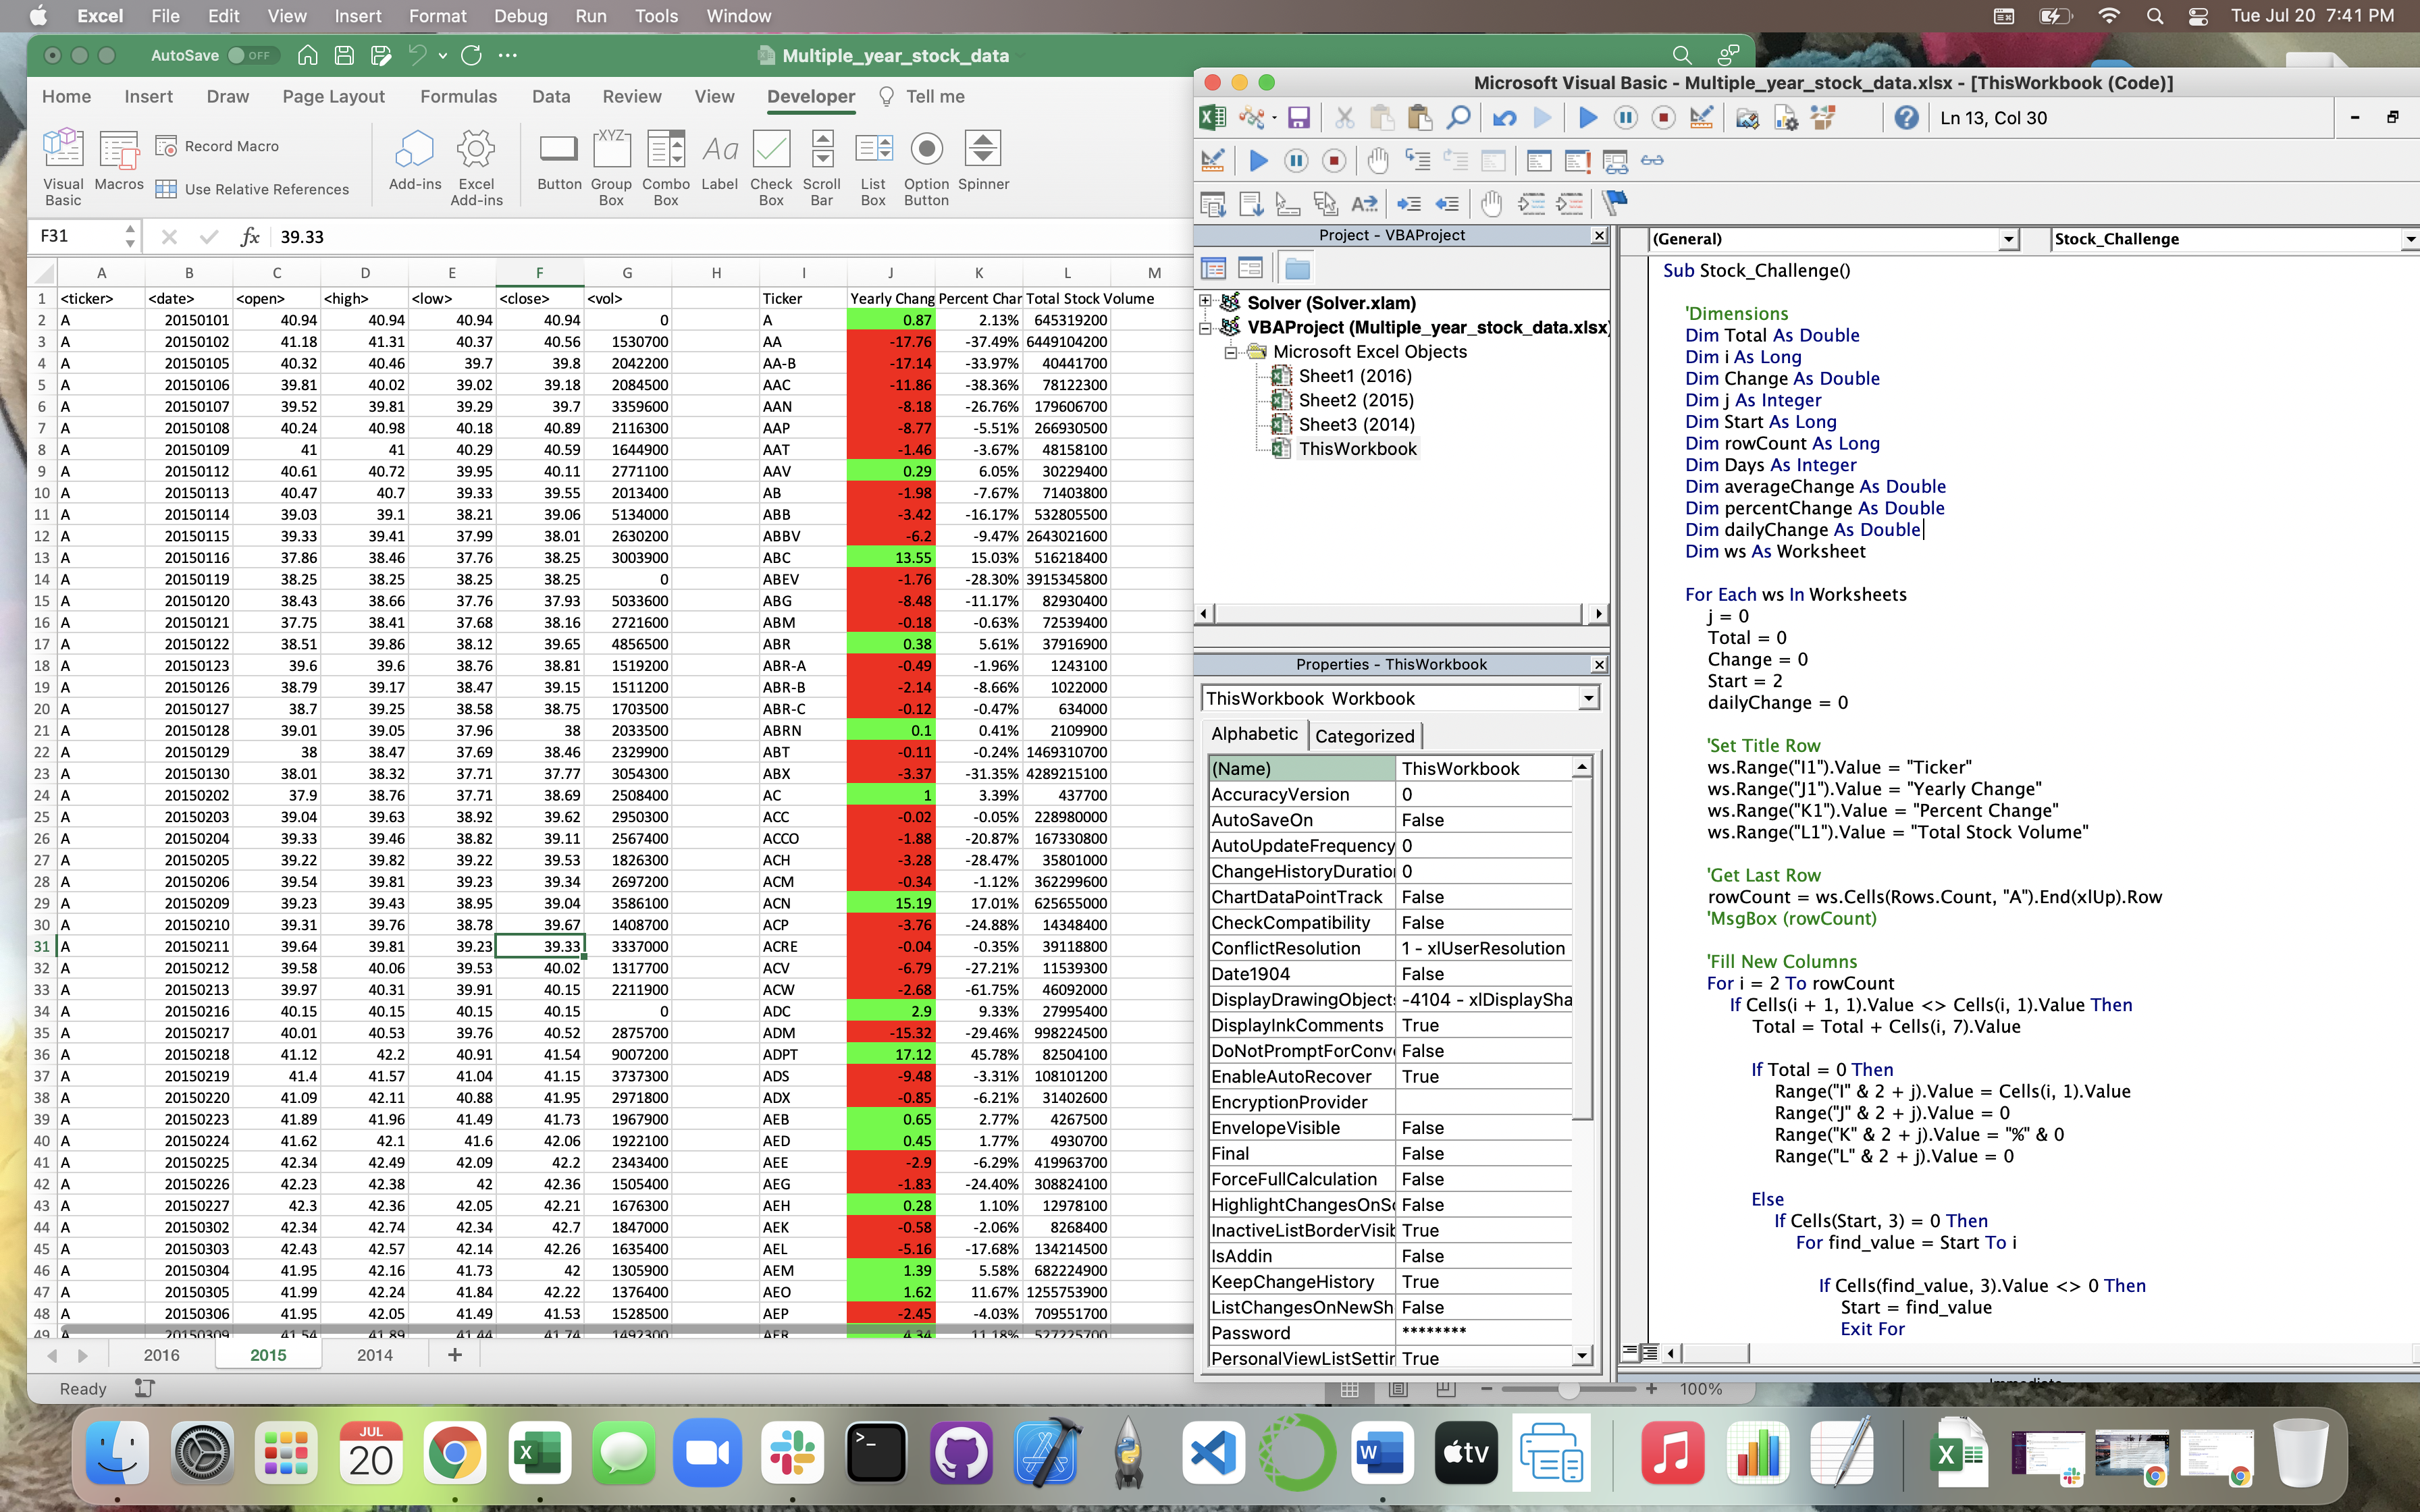 Excel File Edit View Insert Format Debug Run Tools Window Tue Jul 20 7:41 PM
AutoSave OFF Multiple_year_stock_data
Home Insert Draw Page Layout Formulas Data Review View Developer Tell me
Visual Basic Macros Record Macro Use Relative References Add-ins Excel Add-ins Button Group Box Combo Box Label Check Box Scroll Bar List Box Option Button Spinner
F31 fx 39.33
A B C D E F G H I J K L M
1 <ticker> <date> <open> <high> <low> <close> <vol> Ticker Yearly Chang Percent Char Total Stock Volume
2 A 20150101 40.94 40.94 40.94 40.94 0 A 0.87 2.13% 645319200
3 A 20150102 41.18 41.31 40.37 40.56 1530700 AA -17.76 -37.49% 6449104200
4 A 20150105 40.32 40.46 39.7 39.8 2042200 AA-B -17.14 -33.97% 40441700
5 A 20150106 39.81 40.02 39.02 39.18 2084500 AAC -11.86 -38.36% 78122300
6 A 20150107 39.52 39.81 39.29 39.7 3359600 AAN -8.18 -26.76% 179606700
7 A 20150108 40.24 40.98 40.18 40.89 2116300 AAP -8.77 -5.51% 266930500
8 A 20150109 41 41 40.29 40.59 1644900 AAT -1.46 -3.67% 48158100
9 A 20150112 40.61 40.72 39.95 40.11 2771100 AAV 0.29 6.05% 30229400
10 A 20150113 40.47 40.7 39.33 39.55 2013400 AB -1.98 -7.67% 71403800
11 A 20150114 39.03 39.1 38.21 39.06 5134000 ABB -3.42 -16.17% 532805500
12 A 20150115 39.33 39.41 37.99 38.01 2630200 ABBV -6.2 -9.47% 2643021600
13 A 20150116 37.86 38.46 37.76 38.25 3003900 ABC 13.55 15.03% 516218400
14 A 20150119 38.25 38.25 38.25 38.25 0 ABEV -1.76 -28.30% 3915345800
15 A 20150120 38.43 38.66 37.76 37.93 5033600 ABG -8.48 -11.17% 82930400
16 A 20150121 37.75 38.41 37.68 38.16 2721600 ABM -0.18 -0.63% 72539400
17 A 20150122 38.51 39.86 38.12 39.65 4856500 ABR 0.38 5.61% 37916900
18 A 20150123 39.6 39.6 38.76 38.81 1519200 ABR-A -0.49 -1.96% 1243100
19 A 20150126 38.79 39.17 38.47 39.15 1511200 ABR-B -2.14 -8.66% 1022000
20 A 20150127 38.7 39.25 38.58 38.75 1703500 ABR-C -0.12 -0.47% 634000
21 A 20150128 39.01 39.05 37.96 38 2033500 ABRN 0.1 0.41% 2109900
22 A 20150129 38 38.47 37.69 38.46 2329900 ABT -0.11 -0.24% 1469310700
23 A 20150130 38.01 38.32 37.71 37.77 3054300 ABX -3.37 -31.35% 4289215100
24 A 20150202 37.9 38.76 37.71 38.69 2508400 AC 1 3.39% 437700
25 A 20150203 39.04 39.63 38.92 39.62 2950300 ACC -0.02 -0.05% 228980000
26 A 20150204 39.33 39.46 38.82 39.11 2567400 ACCO -1.88 -20.87% 167330800
27 A 20150205 39.22 39.82 39.22 39.53 1826300 ACH -3.28 -28.47% 35801000
28 A 20150206 39.54 39.81 39.23 39.34 2697200 ACM -0.34 -1.12% 362299600
29 A 20150209 39.23 39.43 38.95 39.04 3586100 ACN 15.19 17.01% 625655000
30 A 20150210 39.31 39.76 38.78 39.67 1408700 ACP -3.76 -24.88% 14348400
31 A 20150211 39.64 39.81 39.23 39.33 3337000 ACRE -0.04 -0.35% 39118800
32 A 20150212 39.58 40.06 39.53 40.02 1317700 ACV -6.79 -27.21% 11539300
33 A 20150213 39.97 40.31 39.91 40.15 2211900 ACW -2.68 -61.75% 46092000
34 A 20150216 40.15 40.15 40.15 40.15 0 ADC 2.9 9.33% 27995400
35 A 20150217 40.01 40.53 39.76 40.52 2875700 ADM -15.32 -29.46% 998224500
36 A 20150218 41.12 42.2 40.91 41.54 9007200 ADPT 17.12 45.78% 82504100
37 A 20150219 41.4 41.57 41.04 41.15 3737300 ADS -9.48 -3.31% 108101200
38 A 20150220 41.09 42.11 40.88 41.95 2971800 ADX -0.85 -6.21% 31402600
39 A 20150223 41.89 41.96 41.49 41.73 1967900 AEB 0.65 2.77% 4267500
40 A 20150224 41.62 42.1 41.6 42.06 1922100 AED 0.45 1.77% 4930700
41 A 20150225 42.34 42.49 42.09 42.2 2343400 AEE -2.9 -6.29% 419963700
42 A 20150226 42.23 42.38 42 42.36 1505400 AEG -1.83 -24.40% 308824100
43 A 20150227 42.3 42.36 42.05 42.21 1676300 AEH 0.28 1.10% 12978100
44 A 20150302 42.34 42.74 42.34 42.7 1847000 AEK -0.58 -2.06% 8268400
45 A 20150303 42.43 42.57 42.14 42.26 1635400 AEL -5.16 -17.68% 134214500
46 A 20150304 41.95 42.16 41.73 42 1305900 AEM 1.39 5.58% 682224900
47 A 20150305 41.99 42.24 41.84 42.22 1376400 AEO 1.62 11.67% 1255753900
48 A 20150306 41.95 42.05 41.49 41.53 1528500 AEP -2.45 -4.03% 709551700
49 A 20150309 41.54 41.89 41.44 41.74 1492300 AER 4.34 11.18% 527225700
2016 2015 2014 +
Ready 100%
Microsoft Visual Basic - Multiple_year_stock_data.xlsx - [ThisWorkbook (Code)]
Ln 13, Col 30
Project - VBAProject
Solver (Solver.xlam)
VBAProject (Multiple_year_stock_data.xlsx)
Microsoft Excel Objects
Sheet1 (2016)
Sheet2 (2015)
Sheet3 (2014)
ThisWorkbook
Properties - ThisWorkbook
ThisWorkbook Workbook
Alphabetic Categorized
(Name) ThisWorkbook
AccuracyVersion 0
AutoSaveOn False
AutoUpdateFrequency 0
ChangeHistoryDuratio 0
ChartDataPointTrack False
CheckCompatibility False
ConflictResolution 1 - xlUserResolution
Date1904 False
DisplayDrawingObject: -4104 - xlDisplaySha
DisplayInkComments True
DoNotPromptForConv False
EnableAutoRecover True
EncryptionProvider
EnvelopeVisible False
Final False
ForceFullCalculation False
HighlightChangesOnSc False
InactiveListBorderVisib True
IsAddin False
KeepChangeHistory True
ListChangesOnNewSh False
Password ********
PersonalViewListSettin True
(General) Stock_Challenge
Sub Stock_Challenge()
'Dimensions
Dim Total As Double
Dim i As Long
Dim Change As Double
Dim j As Integer
Dim Start As Long
Dim rowCount As Long
Dim Days As Integer
Dim averageChange As Double
Dim percentChange As Double
Dim dailyChange As Double
Dim ws As Worksheet
For Each ws In Worksheets
j = 0
Total = 0
Change = 0
Start = 2
dailyChange = 0
'Set Title Row
ws.Range("I1").Value = "Ticker"
ws.Range("J1").Value = "Yearly Change"
ws.Range("K1").Value = "Percent Change"
ws.Range("L1").Value = "Total Stock Volume"
'Get Last Row
rowCount = ws.Cells(Rows.Count, "A").End(xlUp).Row
'MsgBox (rowCount)
'Fill New Columns
For i = 2 To rowCount
If Cells(i + 1, 1).Value <> Cells(i, 1).Value Then
Total = Total + Cells(i, 7).Value
If Total = 0 Then
Range("I" & 2 + j).Value = Cells(i, 1).Value
Range("J" & 2 + j).Value = 0
Range("K" & 2 + j).Value = "%" & 0
Range("L" & 2 + j).Value = 0
Else
If Cells(Start, 3) = 0 Then
For find_value = Start To i
If Cells(find_value, 3).Value <> 0 Then
Start = find_value
Exit For
Immediate
JUL
20
tv